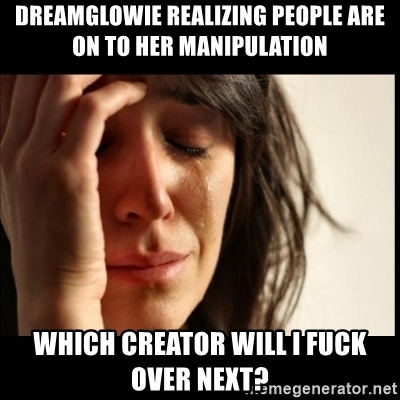 DREAMGLOWIE REALIZING PEOPLE ARE
ON TO HER MANIPULATION
WHICH CREATOR WILL I FUCK
OVER NEXT?
memegenerator.net